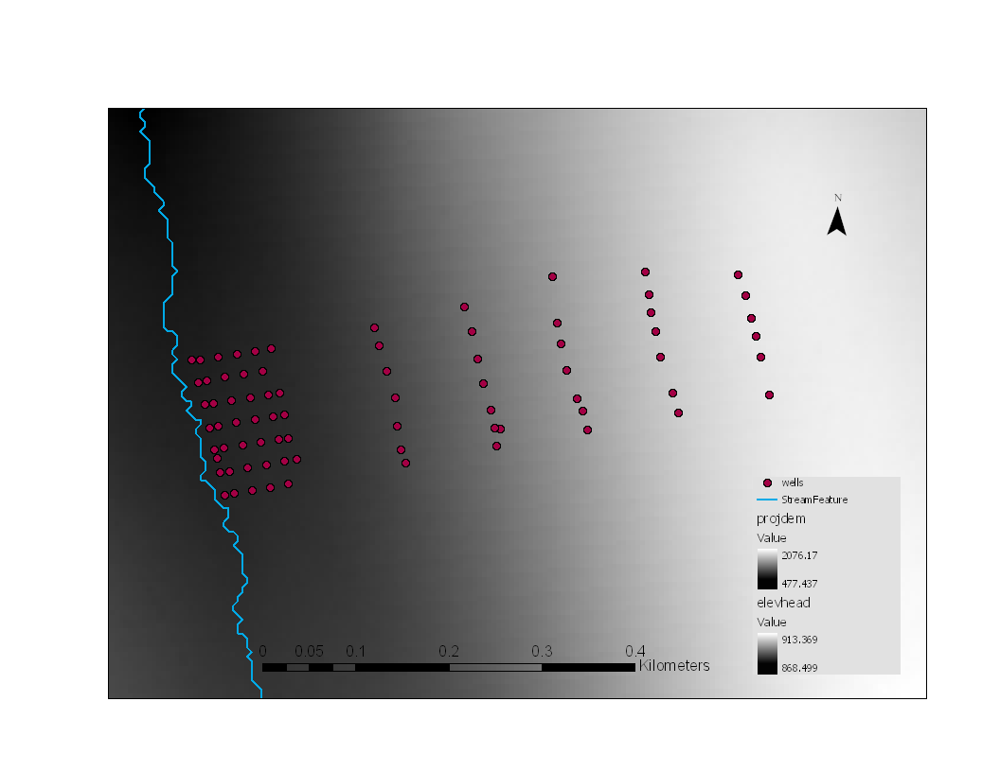 N
wells
StreamFeature
projdem
Value
2076.17
477.437
elevhead
Value
913.369
868.499
0 0.05 0.1 0.2 0.3 0.4
Kilometers